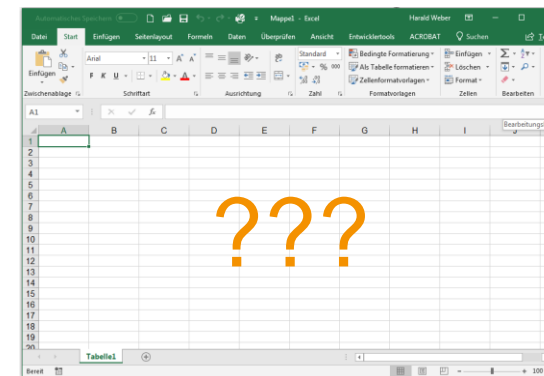 Automatisches Speichern Mappe1 - Excel Harald Weber
Datei Start Einfügen Seitenlayout Formeln Daten Überprüfen Ansicht Entwicklertools ACROBAT Suchen
Arial 11 Standard Bedingte Formatierung Einfügen
Einfügen F K U % 000 Als Tabelle formatieren Löschen
Zellenformatvorlagen Format
Zwischenablage Schriftart Ausrichtung Zahl Formatvorlagen Zellen Bearbeiten
A1 fx
Bearbeitungs
A B C D E F G H I J
1
2
3
4
5
6
7
8
9
10
11
12
13
14
15
16
17
18
19
20
???
Tabelle1
Bereit 100